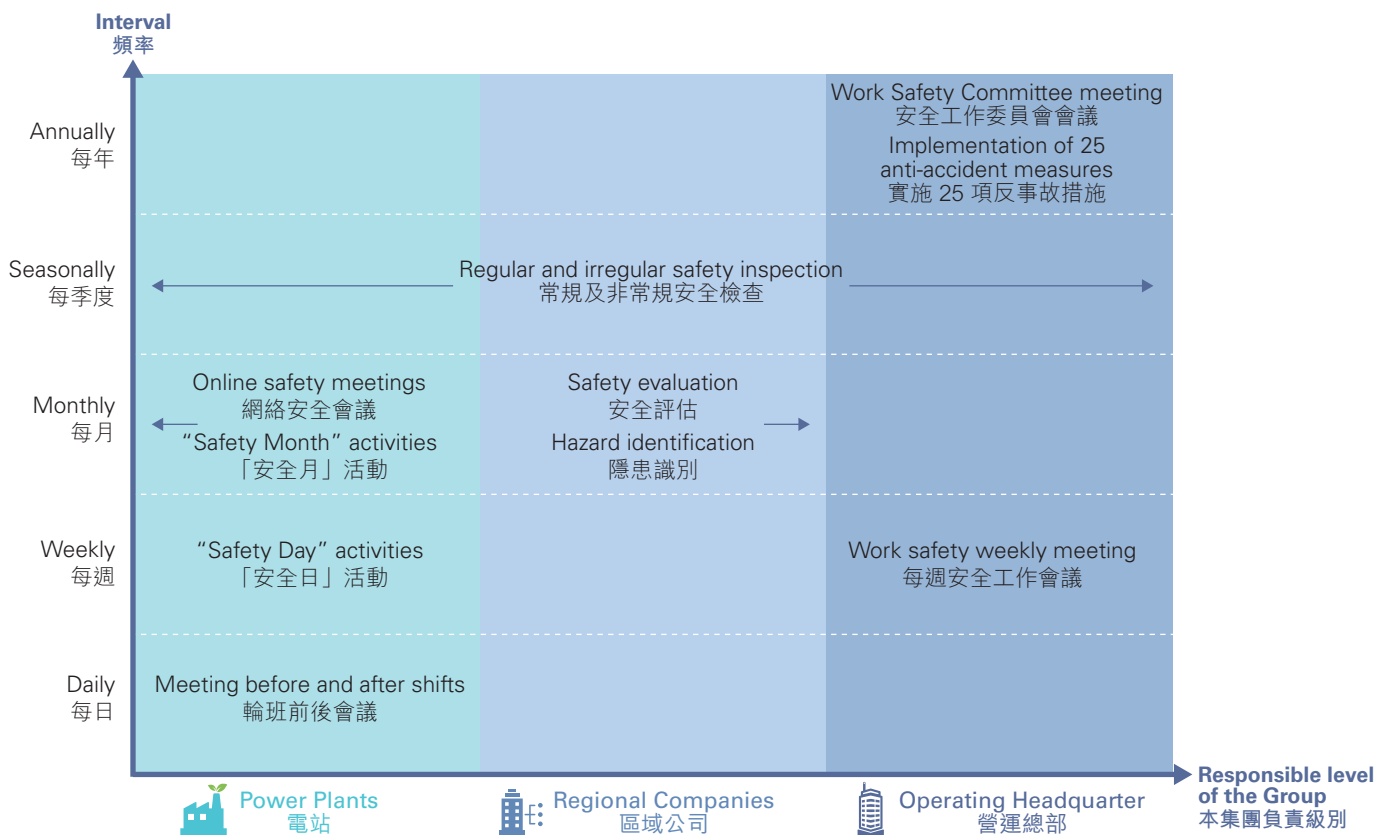 Interval
頻率
Annually
每年
Work Safety Committee meeting
安全工作委員會會議
Implementation of 25
anti-accident measures
實施 25 項反事故措施
Seasonally
每季度
Regular and irregular safety inspection
常規及非常規安全檢查
Monthly
每月
Online safety meetings
網絡安全會議
“Safety Month” activities
「安全月」活動
Safety evaluation
安全評估
Hazard identification
隱患識別
Weekly
每週
“Safety Day” activities
「安全日」活動
Work safety weekly meeting
每週安全工作會議
Daily
每日
Meeting before and after shifts
輪班前後會議
Power Plants
電站
Regional Companies
區域公司
Operating Headquarter
營運總部
Responsible level
of the Group
本集團負責級別